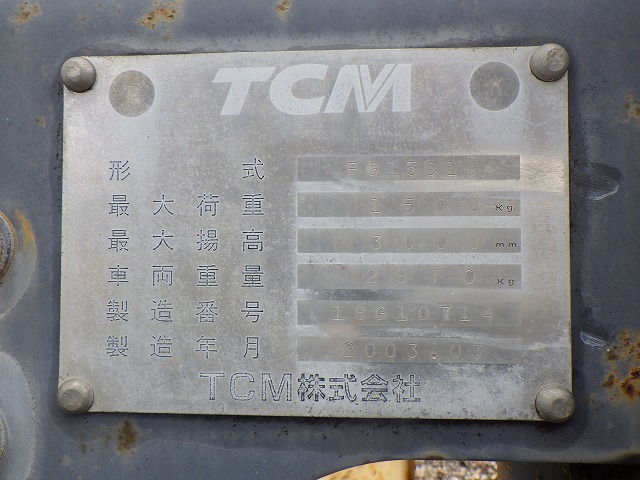 TCM
形式
最大荷重 1500 Kg
最大揚高 mm
車両重量 2570 Kg
製造番号 16G10714
製造年月 2003.03
TCM株式会社